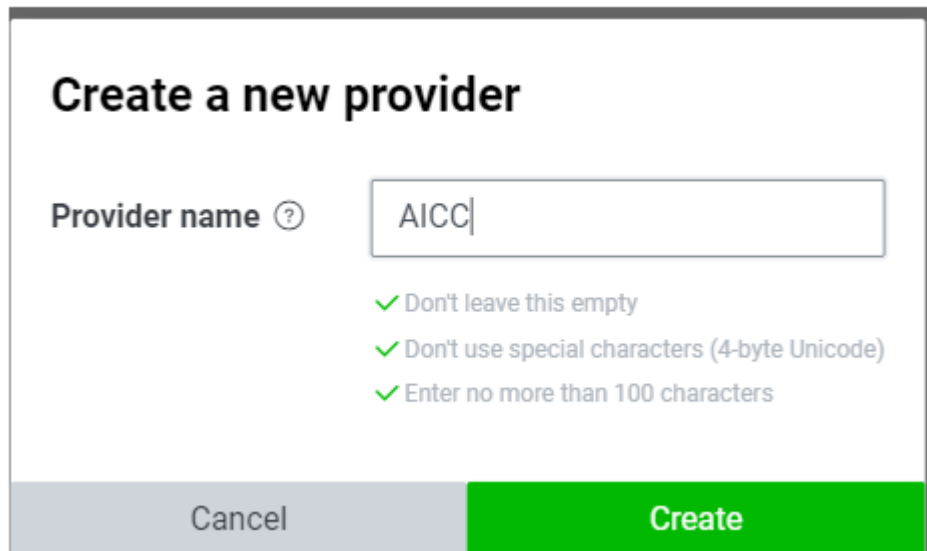 Create a new provider
Provider name ?
AICC
Don't leave this empty
Don't use special characters (4-byte Unicode)
Enter no more than 100 characters
Cancel
Create